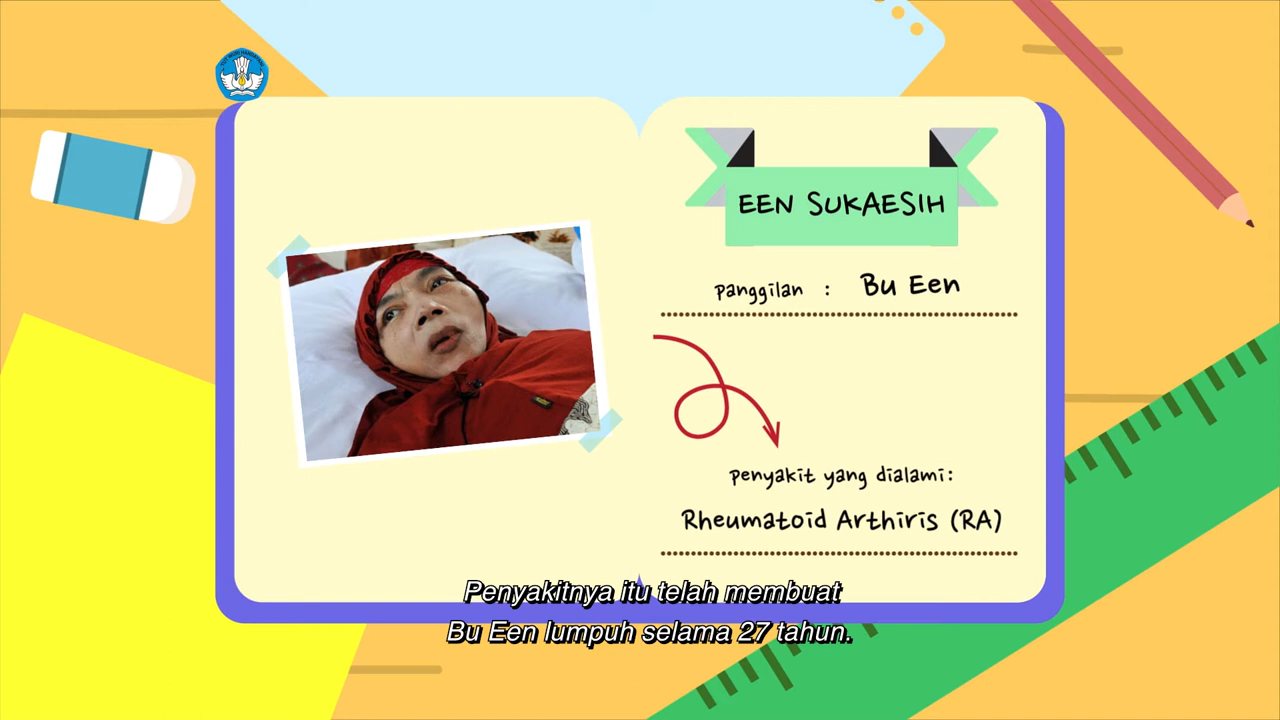 EEN SUKAESIH
Panggilan : Bu Een
Penyakit yang dialami:
Rheumatoid Arthiris (RA)
Penyakitnya itu telah membuat
Bu Een lumpuh selama 27 tahun.